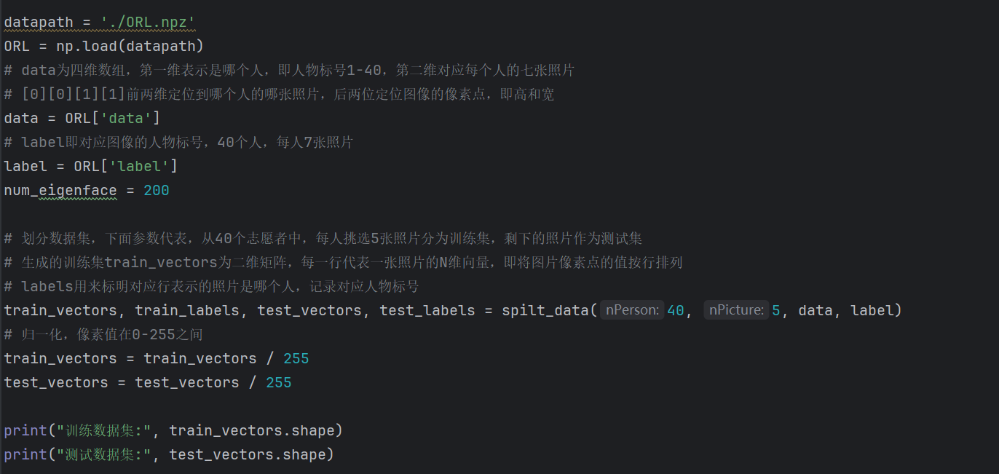 datapath = './ORL.npz'
ORL = np.load(datapath)
# data为四维数组，第一维表示是哪个人，即人物标号1-40，第二维对应每个人的七张照片
# [0][0][1][1]前两维定位到哪个人的哪张照片，后两位定位图像的像素点，即高和宽
data = ORL['data']
# label即对应图像的人物标号，40个人，每人7张照片
label = ORL['label']
num_eigenface = 200
# 划分数据集，下面参数代表，从40个志愿者中，每人挑选5张照片分为训练集，剩下的照片作为测试集
# 生成的训练集train_vectors为二维矩阵，每一行代表一张照片的N维向量，即将图片像素点的值按行排列
# labels用来标明对应行表示的照片是哪个人，记录对应人物标号
train_vectors, train_labels, test_vectors, test_labels = spilt_data( nPerson: 40, nPicture: 5, data, label)
# 归一化，像素值在0-255之间
train_vectors = train_vectors / 255
test_vectors = test_vectors / 255
print("训练数据集:", train_vectors.shape)
print("测试数据集:", test_vectors.shape)